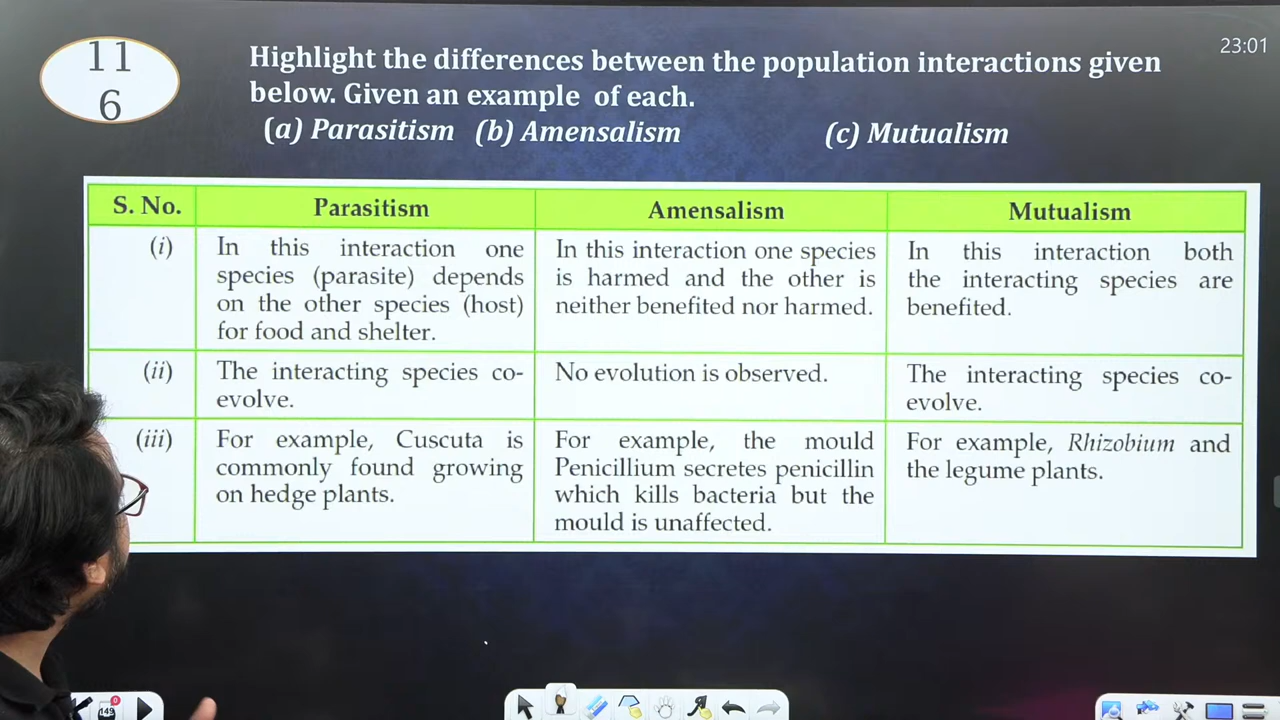 23:01
11
6
Highlight the differences between the population interactions given
below. Given an example of each.
(a) Parasitism (b) Amensalism (c) Mutualism
S. No.
Parasitism
Amensalism
Mutualism
(i)
In this interaction one
species (parasite) depends
on the other species (host)
for food and shelter.
In this interaction one species
is harmed and the other is
neither benefited nor harmed.
In this interaction both
the interacting species are
benefited.
(ii)
The interacting species co-
evolve.
No evolution is observed.
The interacting species co-
evolve.
(iii)
For example, Cuscuta is
commonly found growing
on hedge plants.
For example, the mould
Penicillium secretes penicillin
which kills bacteria but the
mould is unaffected.
For example, Rhizobium and
the legume plants.
0
149